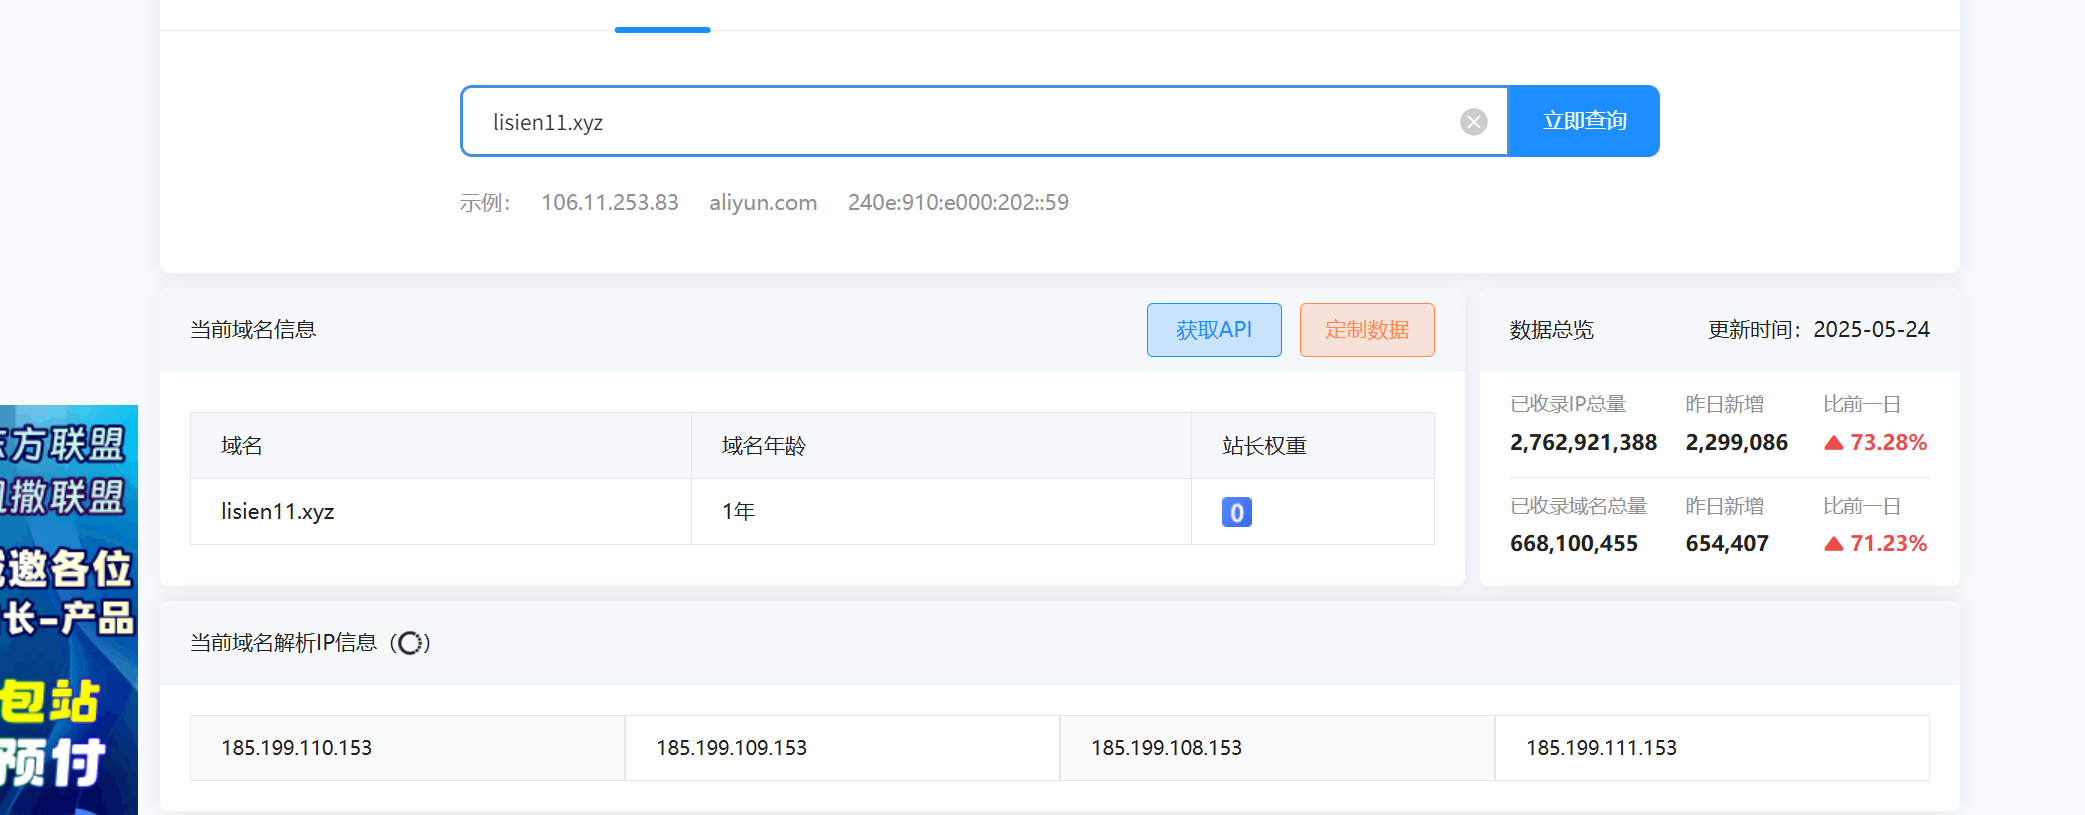 lisien11.xyz
立即查询
示例： 106.11.253.83 aliyun.com 240e:910:e000:202::59
当前域名信息
获取API
定制数据
域名 域名年龄 站长权重
lisien11.xyz 1年 0
数据总览 更新时间：2025-05-24
已收录IP总量 昨日新增 比前一日
2,762,921,388 2,299,086 73.28%
已收录域名总量 昨日新增 比前一日
668,100,455 654,407 71.23%
当前域名解析IP信息（）
185.199.110.153 185.199.109.153 185.199.108.153 185.199.111.153
方联盟
撒联盟
邀各位
长-产品
包站
预付